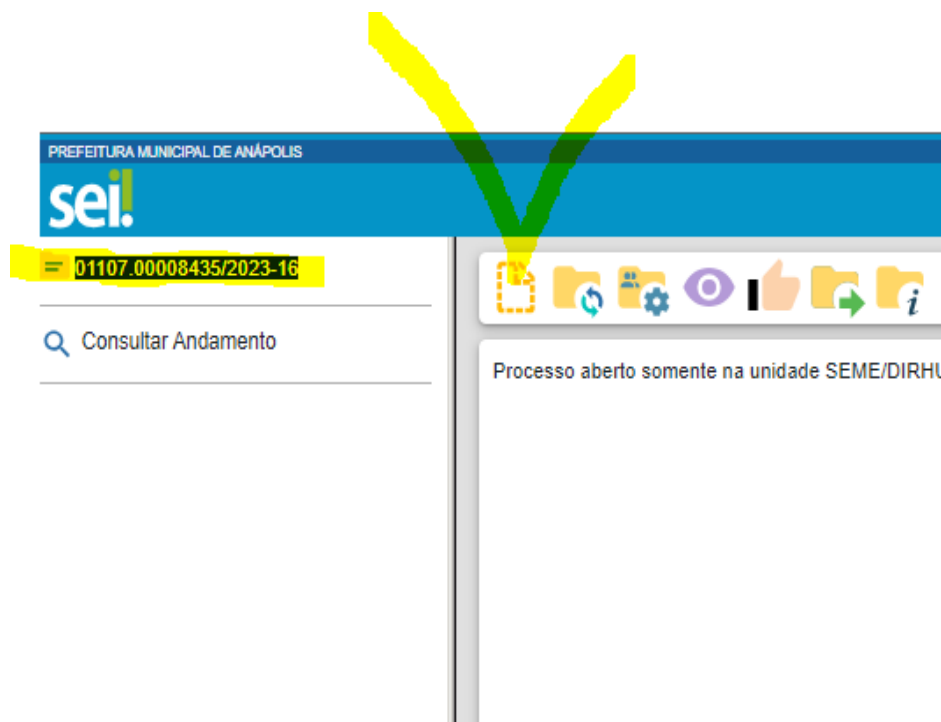 PREFEITURA MUNICIPAL DE ANÁPOLIS
sei!
01107.00008435/2023-16
Consultar Andamento
Processo aberto somente na unidade SEME/DIRHU